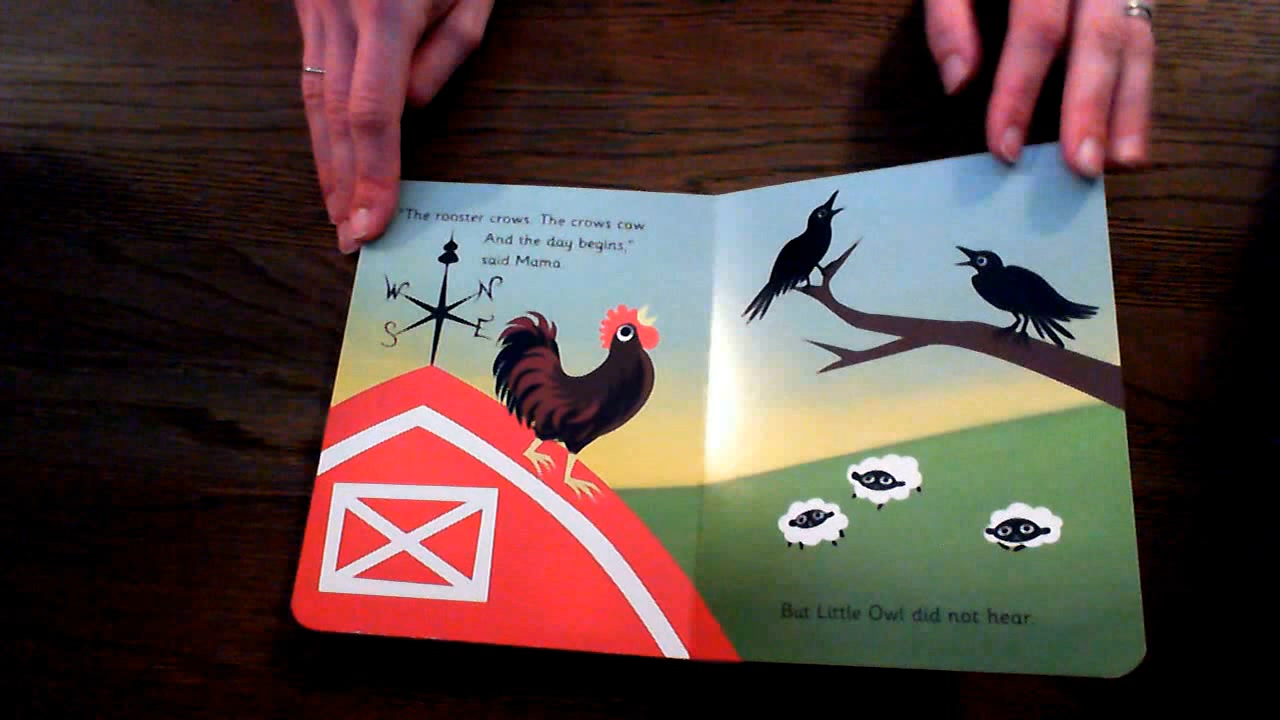 "The rooster crows. The crows caw
And the day begins,"
said Mama.
W N
S E
But Little Owl did not hear.